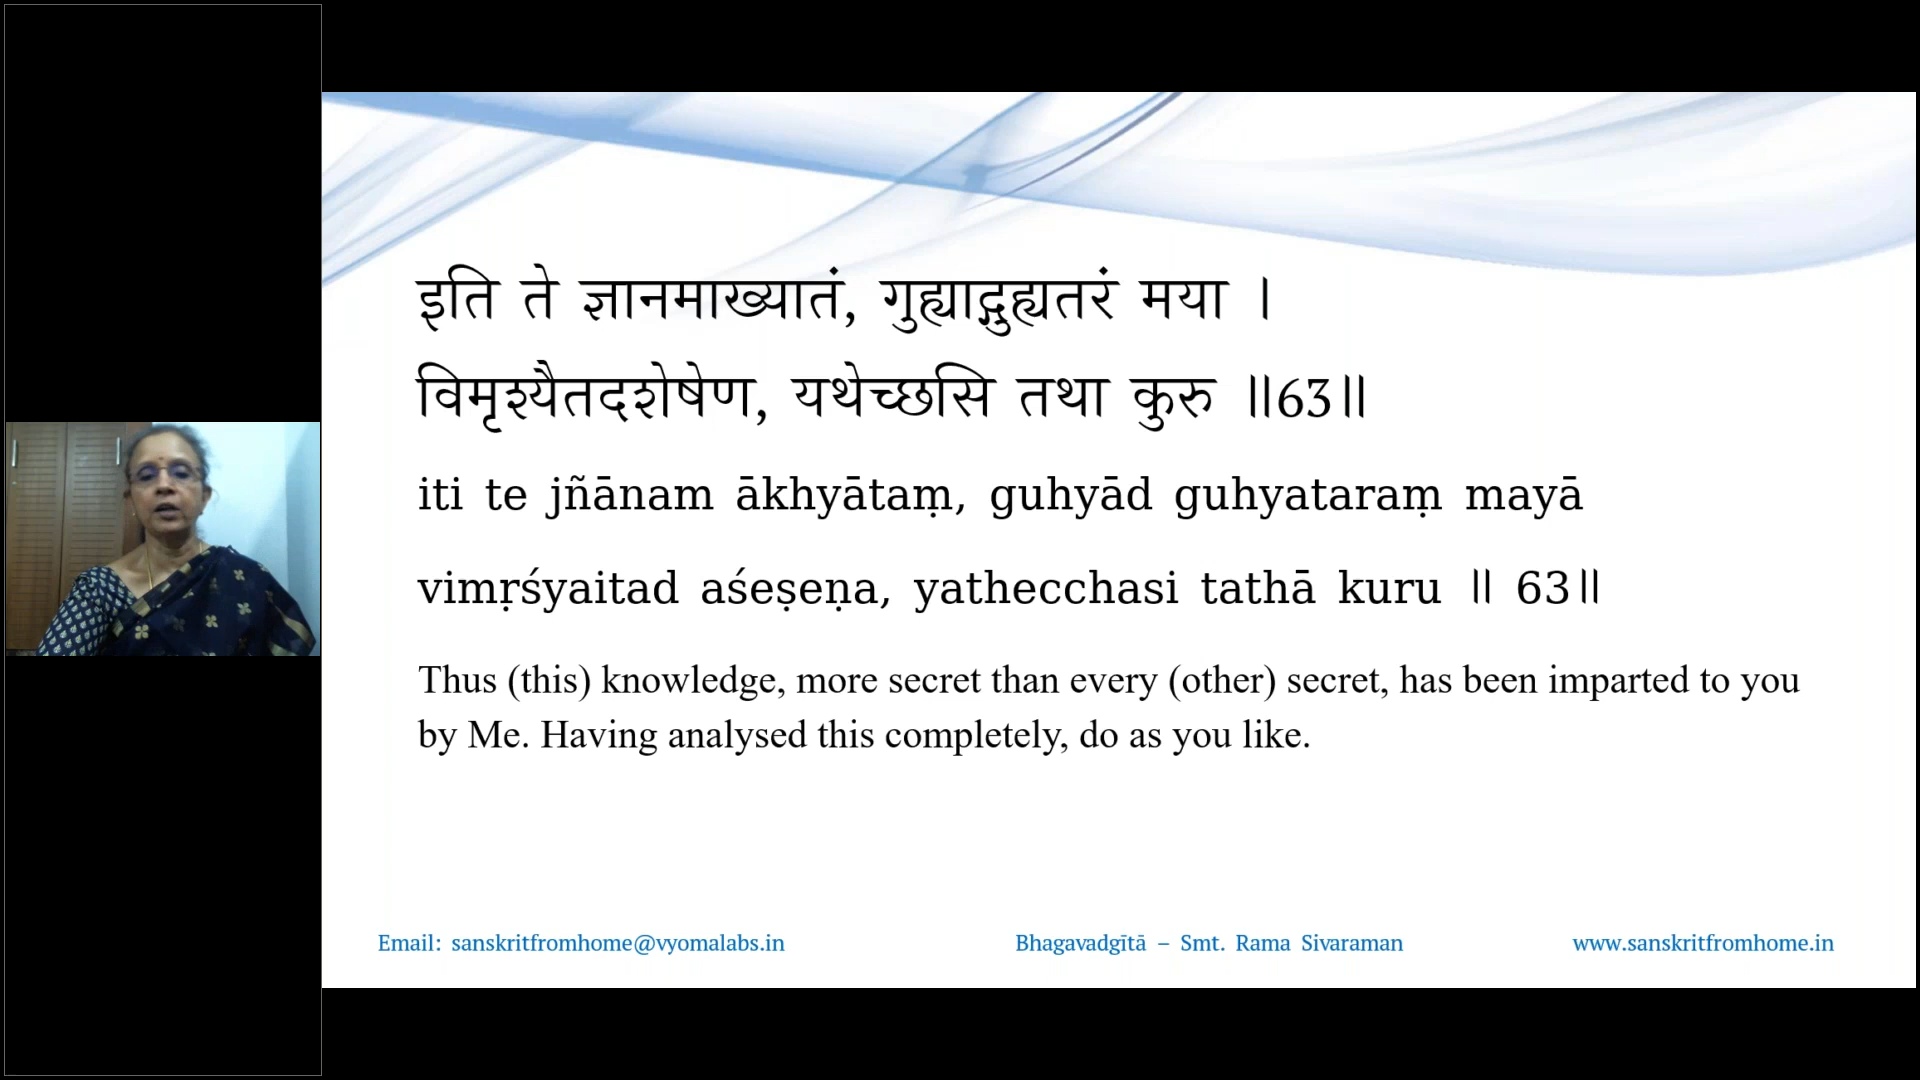 इति ते ज्ञानमाख्यातं, गुह्याद्गुह्यतरं मया ।
विमृश्यैतदशेषेण, यथेच्छसि तथा कुरु ॥63॥
iti te jñānam ākhyātaṃ, guhyād guhyataraṃ mayā
vimṛśyaitad aśeṣeṇa, yathecchasi tathā kuru ॥ 63॥
Thus (this) knowledge, more secret than every (other) secret, has been imparted to you
by Me. Having analysed this completely, do as you like.
Email: sanskritfromhome@vyomalabs.in
Bhagavadgītā – Smt. Rama Sivaraman
www.sanskritfromhome.in